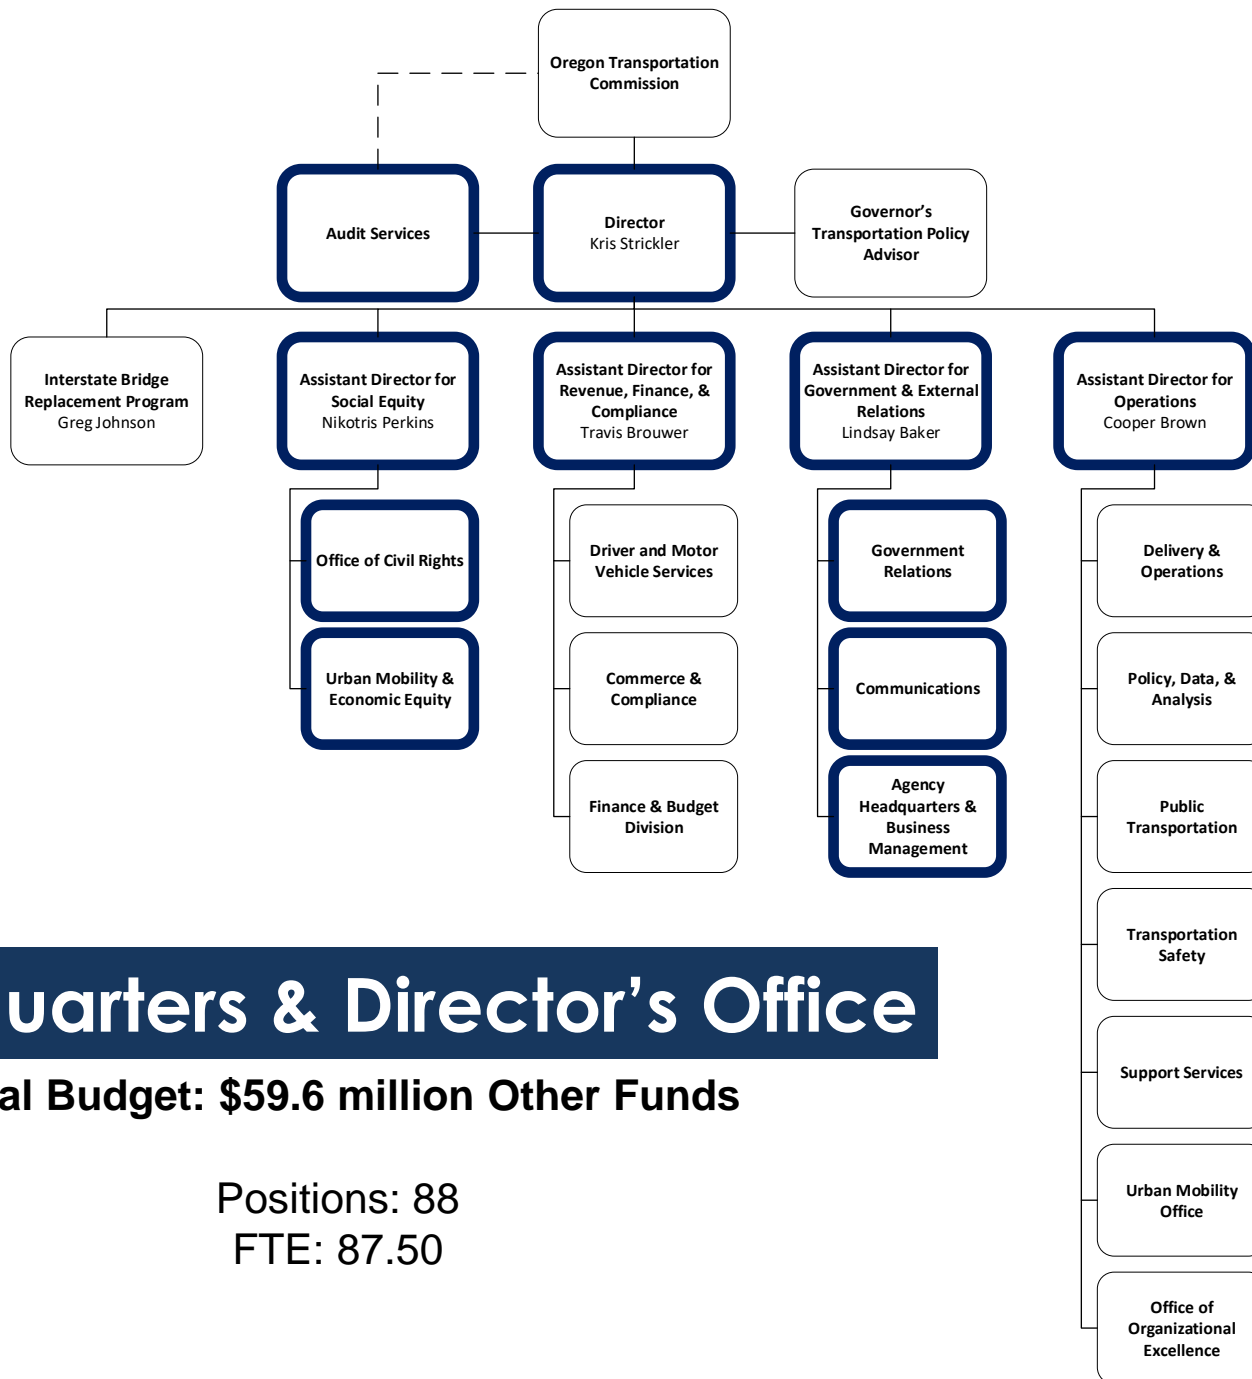 Oregon Transportation
Commission
Audit Services
Director
Kris Strickler
Governor’s
Transportation Policy
Advisor
Interstate Bridge
Replacement Program
Greg Johnson
Assistant Director for
Social Equity
Nikotris Perkins
Assistant Director for
Revenue, Finance, &
Compliance
Travis Brouwer
Assistant Director for
Government & External
Relations
Lindsay Baker
Assistant Director for
Operations
Cooper Brown
Office of Civil Rights
Urban Mobility &
Economic Equity
Driver and Motor
Vehicle Services
Commerce &
Compliance
Finance & Budget
Division
Government
Relations
Communications
Agency
Headquarters &
Business
Management
Delivery &
Operations
Policy, Data, &
Analysis
Public
Transportation
Transportation
Safety
Support Services
Urban Mobility
Office
Office of
Organizational
Excellence
uarters & Director’s Office
al Budget: $59.6 million Other Funds
Positions: 88
FTE: 87.50